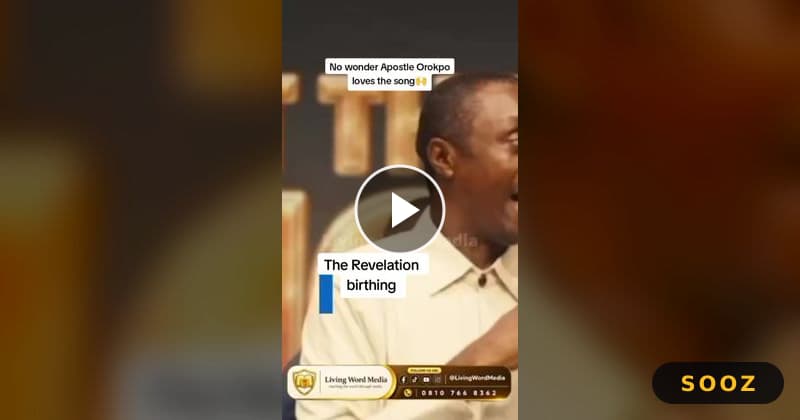 No wonder Apostle Orokpo
loves the song🙌
The Revelation
birthing
Living Word Media
FOLLOW US ON:
@LivingWordMedia
0810 766 8362
SOOZ